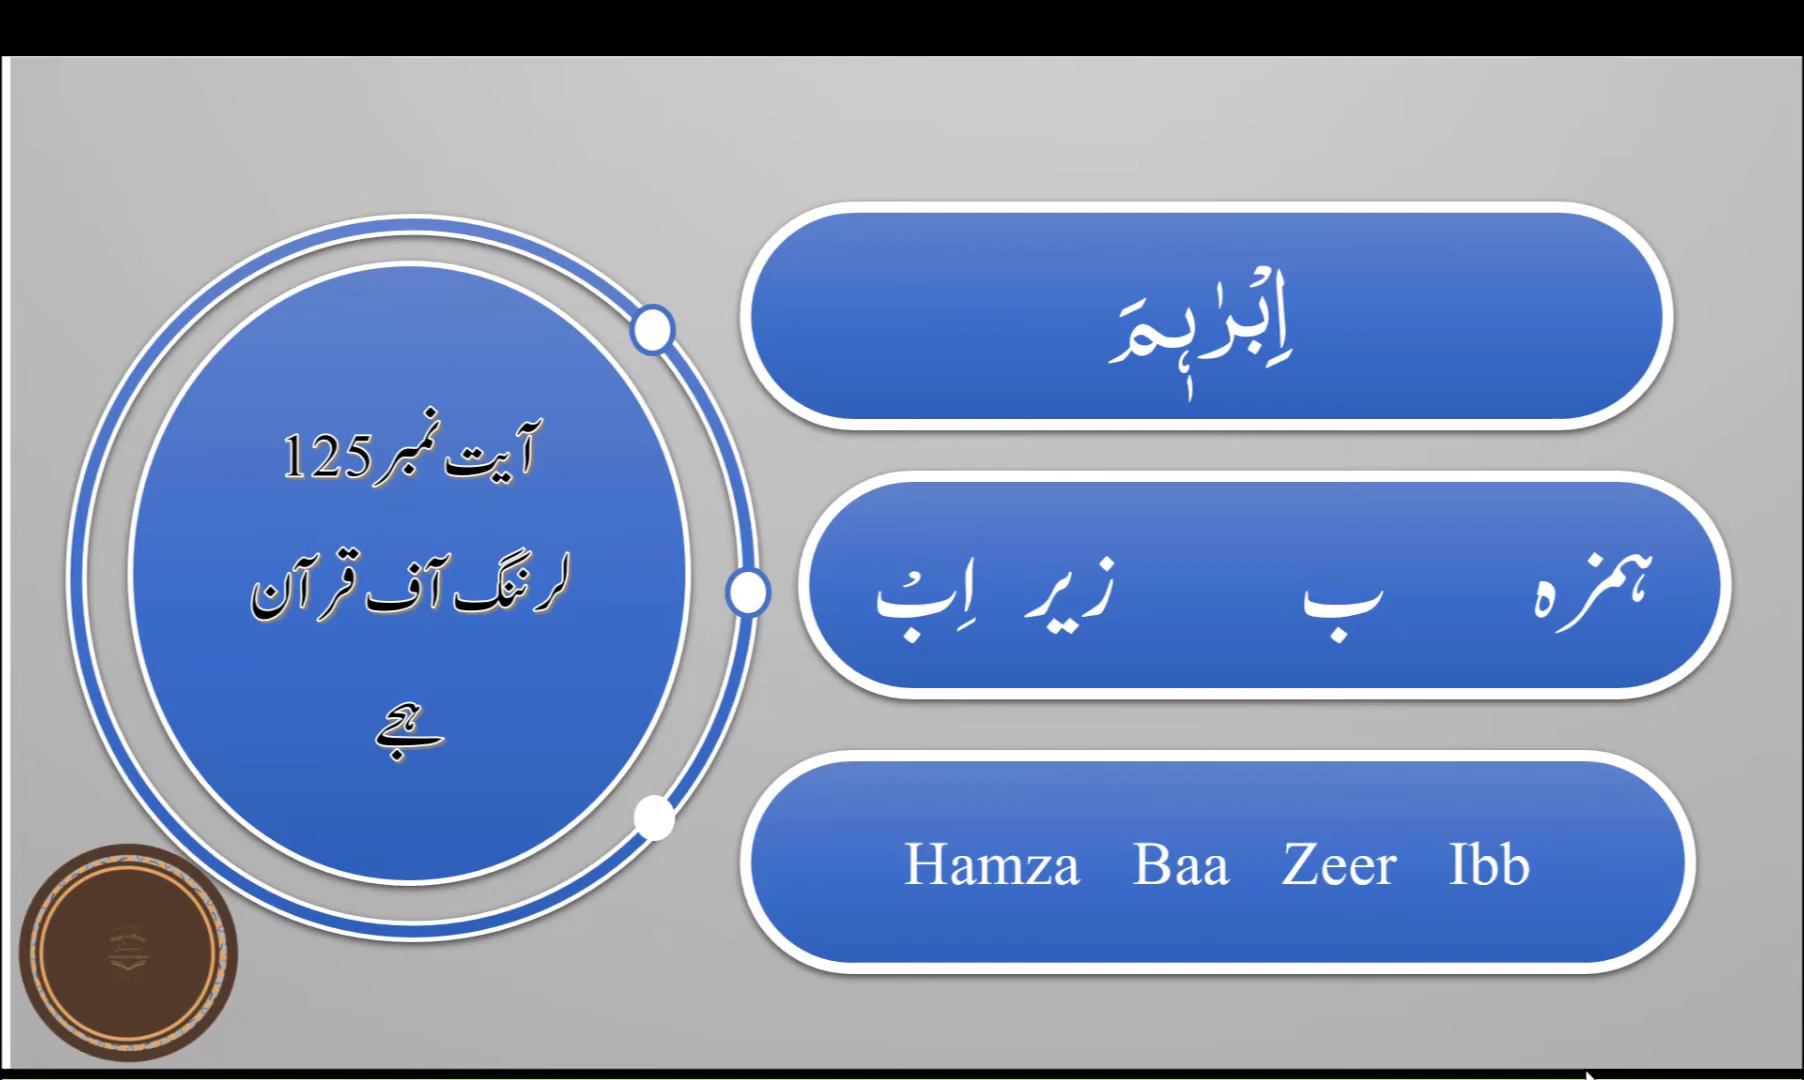 آیت نمبر 125
لرننگ آف قرآن
ہجے
اِبْرٰہٖمَ
ہمزہ ب زیر اِبْ
Hamza Baa Zeer Ibb